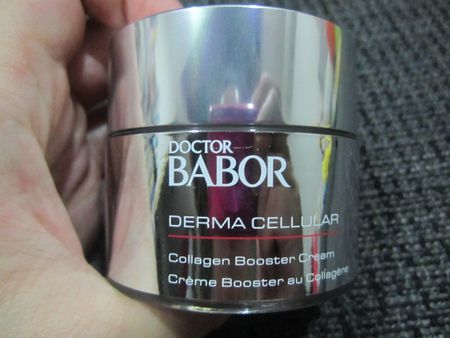 DOCTOR
BABOR
DERMA CELLULAR
Collagen Booster Cream
Crème Booster au Collagène